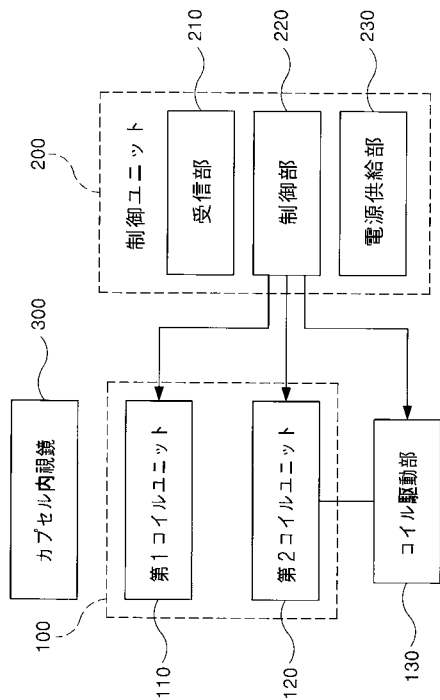 カプセル内視鏡
300
100
第1コイルユニット
110
第2コイルユニット
120
コイル駆動部
130
200
制御ユニット
受信部
210
制御部
220
電源供給部
230